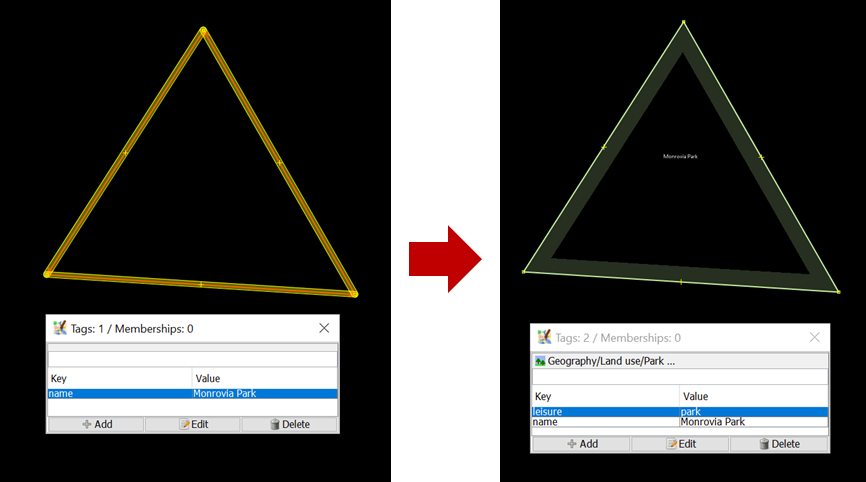 Tags: 1 / Memberships: 0
Key Value
name Monrovia Park
Add Edit Delete
Monrovia Park
Tags: 2 / Memberships: 0
Geography/Land use/Park ...
Key Value
leisure park
name Monrovia Park
Add Edit Delete